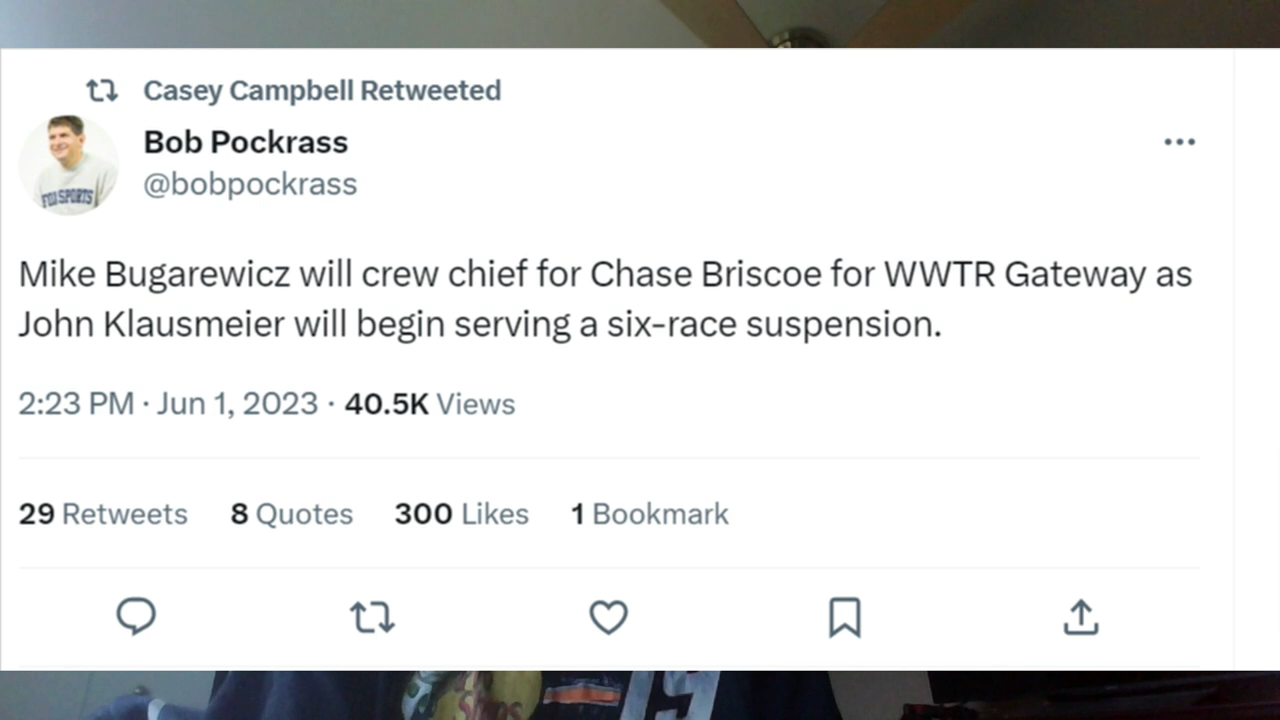 Casey Campbell Retweeted
Bob Pockrass
@bobpockrass
FOX SPORTS
Mike Bugarewicz will crew chief for Chase Briscoe for WWTR Gateway as
John Klausmeier will begin serving a six-race suspension.
2:23 PM · Jun 1, 2023 · 40.5K Views
29 Retweets 8 Quotes 300 Likes 1 Bookmark